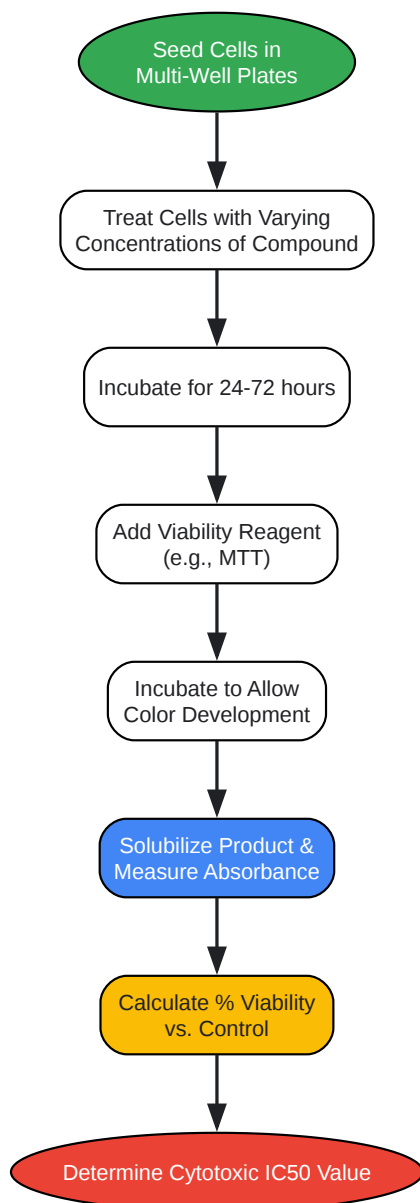 Seed Cells in
Multi-Well Plates
Treat Cells with Varying
Concentrations of Compound
Incubate for 24-72 hours
Add Viability Reagent
(e.g., MTT)
Incubate to Allow
Color Development
Solubilize Product &
Measure Absorbance
Calculate % Viability
vs. Control
Determine Cytotoxic IC50 Value